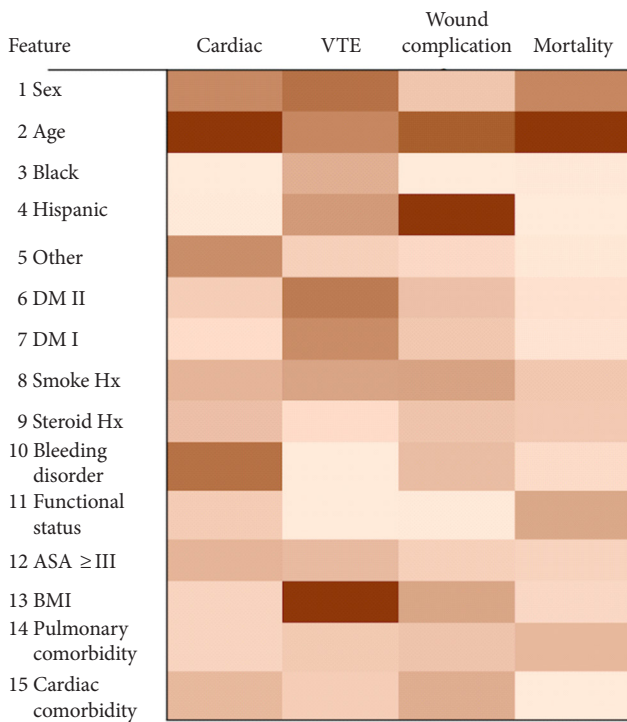 Feature Cardiac VTE Wound complication Mortality
1 Sex
2 Age
3 Black
4 Hispanic
5 Other
6 DM II
7 DM I
8 Smoke Hx
9 Steroid Hx
10 Bleeding
disorder
11 Functional
status
12 ASA ≥ III
13 BMI
14 Pulmonary
comorbidity
15 Cardiac
comorbidity